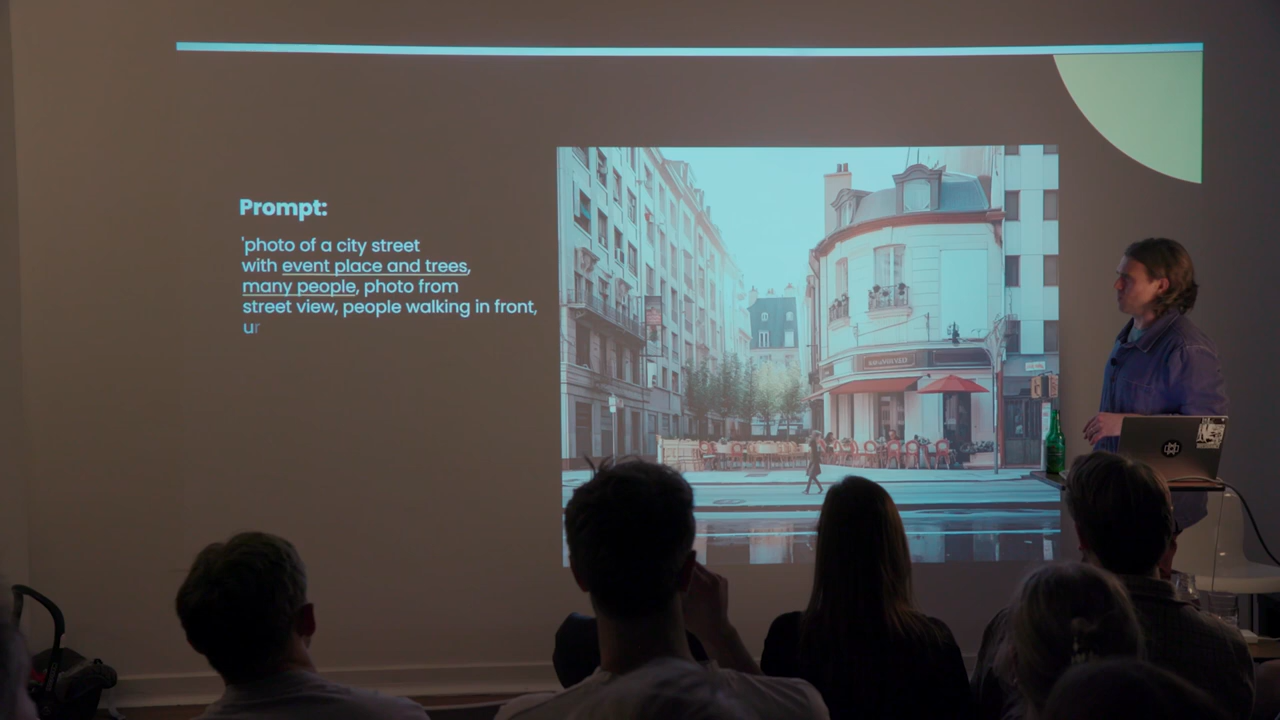 Prompt:
'photo of a city street
with event place and trees,
many people, photo from
street view, people walking in front,
ur